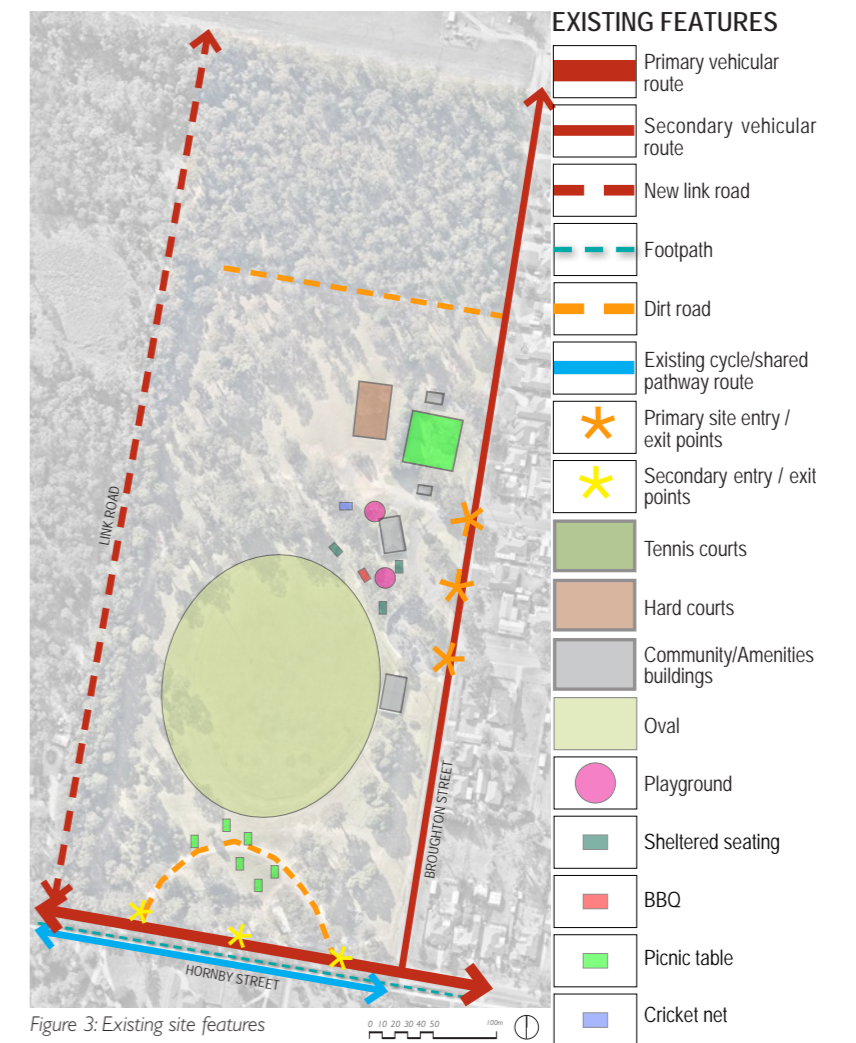 EXISTING FEATURES
Primary vehicular
route
Secondary vehicular
route
New link road
Footpath
Dirt road
Existing cycle/shared
pathway route
Primary site entry /
exit points
Secondary entry / exit
points
Tennis courts
Hard courts
Community/Amenities
buildings
Oval
Playground
Sheltered seating
BBQ
Picnic table
Cricket net
LINK ROAD
BROUGHTON STREET
HORNBY STREET
Figure 3: Existing site features
0 10 20 30 40 50 100m